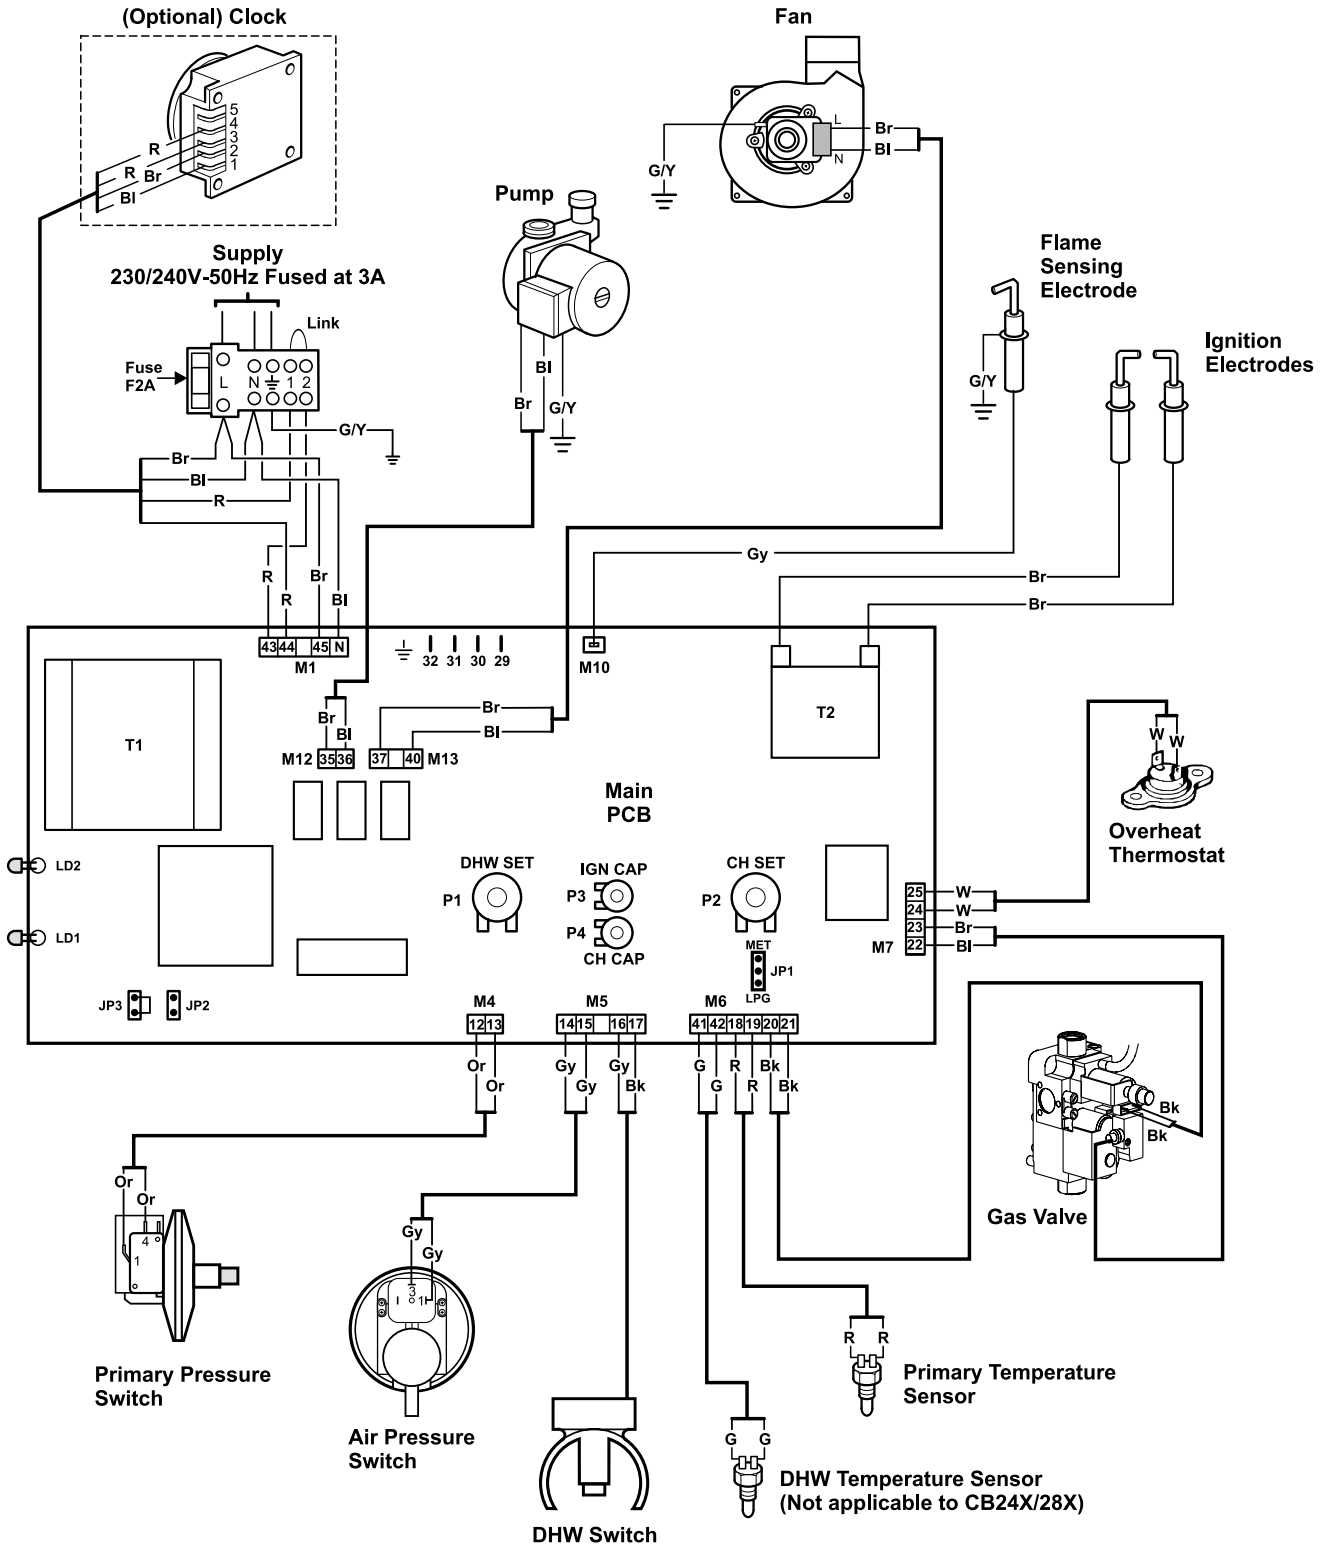 (Optional) Clock
Fan
5
4
3
2
1
R
R
Br
Bl
L
Br
Bl
N
G/Y
Pump
Supply
230/240V-50Hz Fused at 3A
Link
Fuse
F2A
L
N
1
2
G/Y
Br
Bl
R
Bl
Br
G/Y
Flame
Sensing
Electrode
G/Y
Ignition
Electrodes
R
R
Br
Bl
Gy
Br
Br
43 44 45 N
M1
32 31 30 29
M10
T1
Br
Bl
M12 35 36
Br
Bl
37 40 M13
T2
Main
PCB
W
W
Overheat
Thermostat
LD2
LD1
DHW SET
P1
IGN CAP
P3
P4
CH CAP
CH SET
P2
MET
JP1
LPG
25 W
24 W
23 Br
22 Bl
M7
JP3
JP2
M4
12 13
M5
14 15 16 17
M6
41 42 18 19 20 21
Or
Or
Gy
Gy
Gy
Bk
G
G
R
R
Bk
Bk
Bk
Bk
Gas Valve
Or
Or
4
1
Primary Pressure
Switch
Gy
Gy
3
1
Air Pressure
Switch
DHW Switch
R R
Primary Temperature
Sensor
G G
DHW Temperature Sensor
(Not applicable to CB24X/28X)